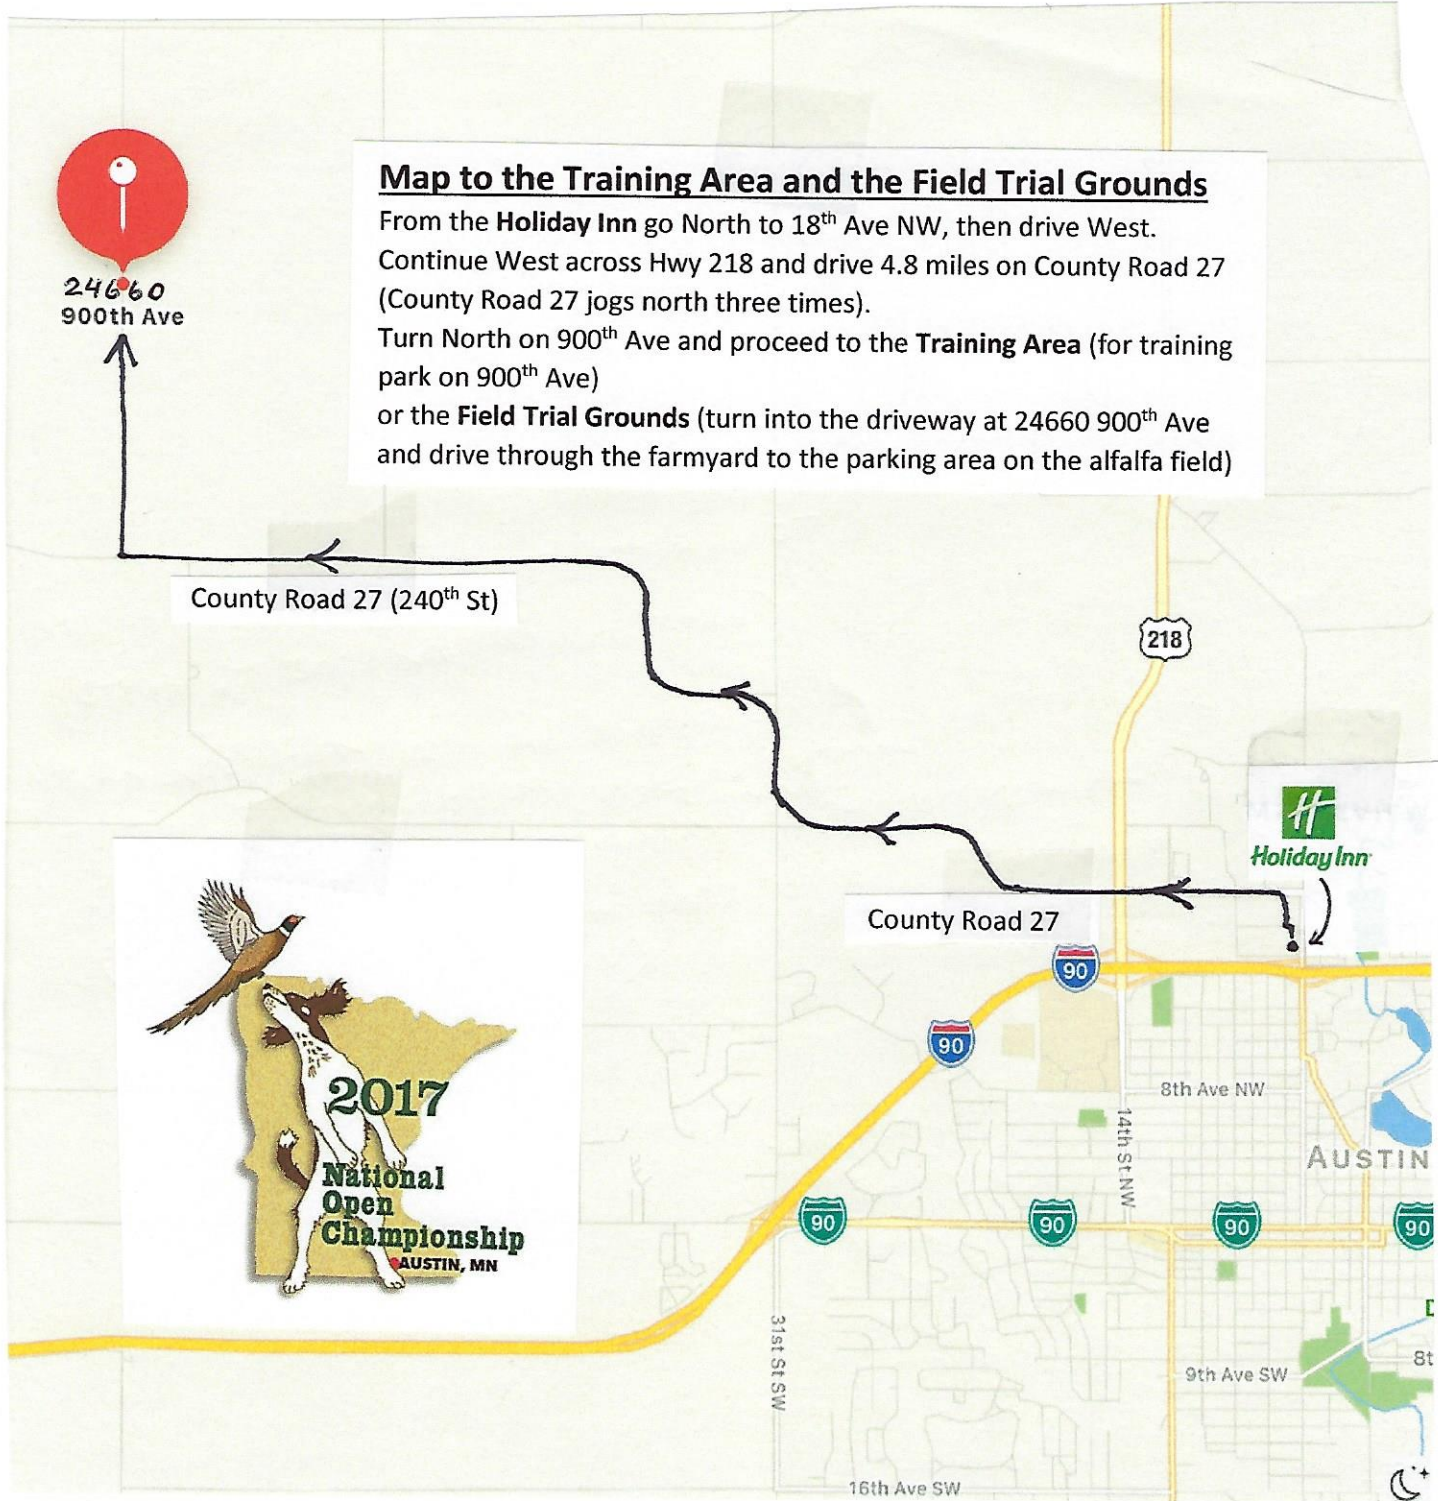 Map to the Training Area and the Field Trial Grounds
From the Holiday Inn go North to 18th Ave NW, then drive West.
Continue West across Hwy 218 and drive 4.8 miles on County Road 27
(County Road 27 jogs north three times).
Turn North on 900th Ave and proceed to the Training Area (for training
park on 900th Ave)
or the Field Trial Grounds (turn into the driveway at 24660 900th Ave
and drive through the farmyard to the parking area on the alfalfa field)
24660
900th Ave
County Road 27 (240th St)
218
H
Holiday Inn
County Road 27
90
90
8th Ave NW
14th St NW
AUSTIN
2017
National
Open
Championship
AUSTIN, MN
90
90
90
90
31st St SW
9th Ave SW
8t
16th Ave SW